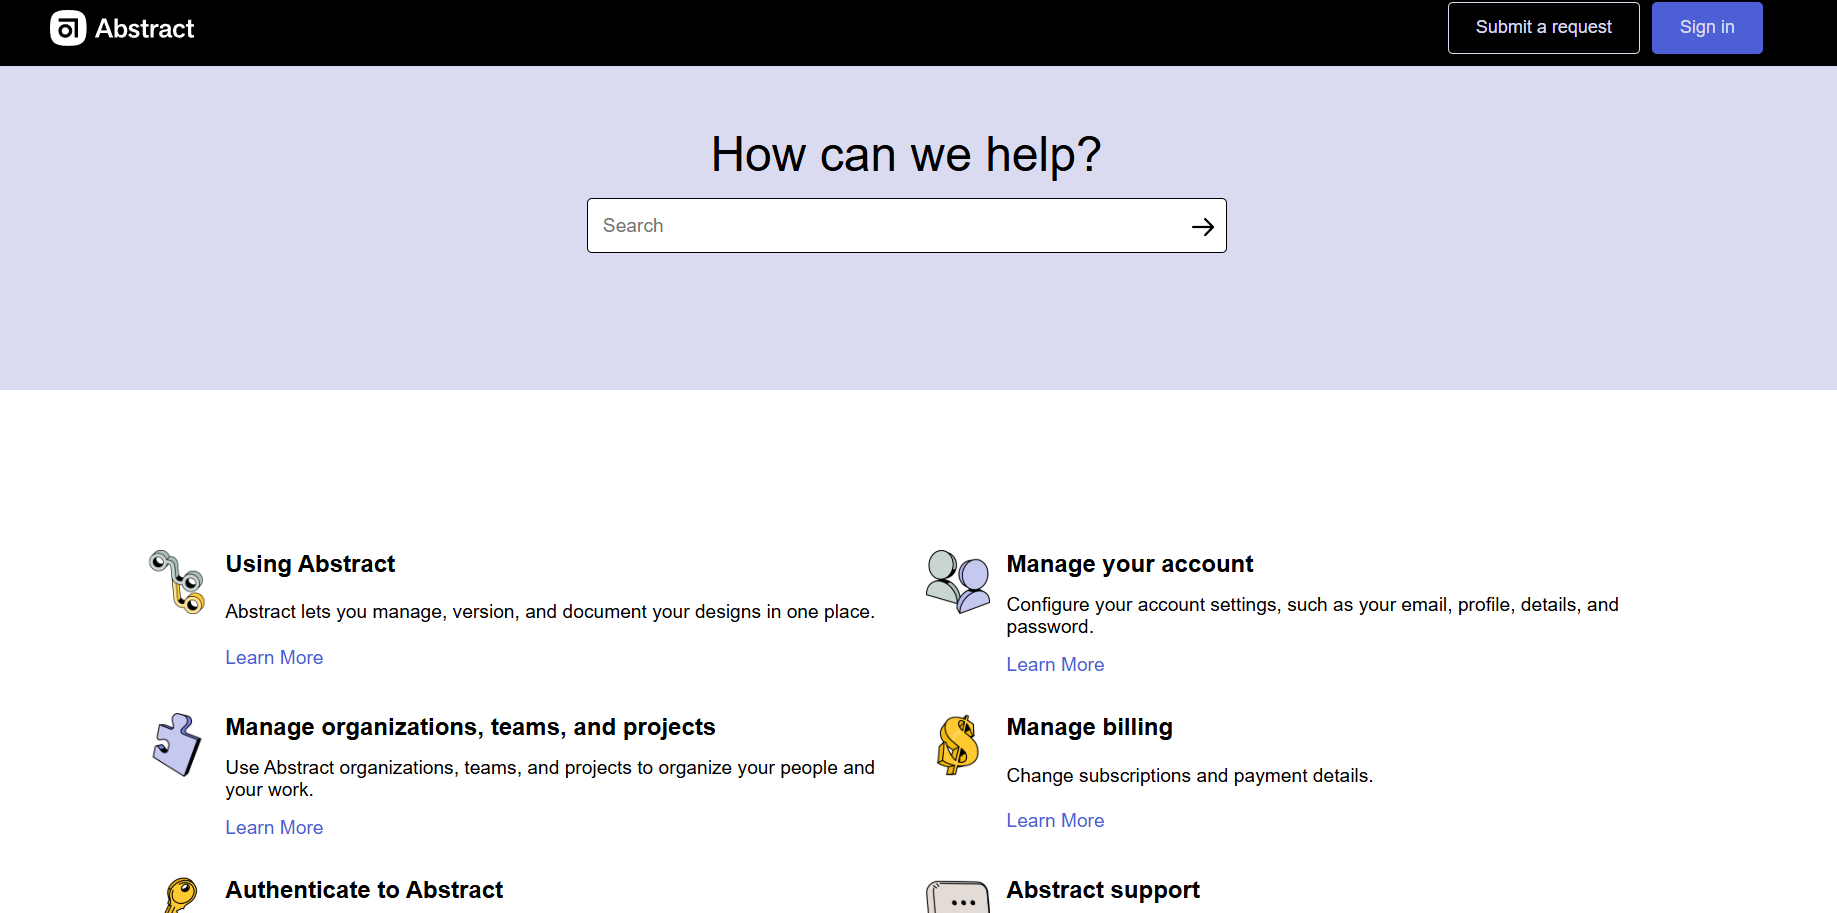 Abstract
Submit a request
Sign in
How can we help?
Search
Using Abstract
Abstract lets you manage, version, and document your designs in one place.
Learn More
Manage your account
Configure your account settings, such as your email, profile, details, and
password.
Learn More
Manage organizations, teams, and projects
Use Abstract organizations, teams, and projects to organize your people and
your work.
Learn More
Manage billing
Change subscriptions and payment details.
Learn More
Authenticate to Abstract
Abstract support